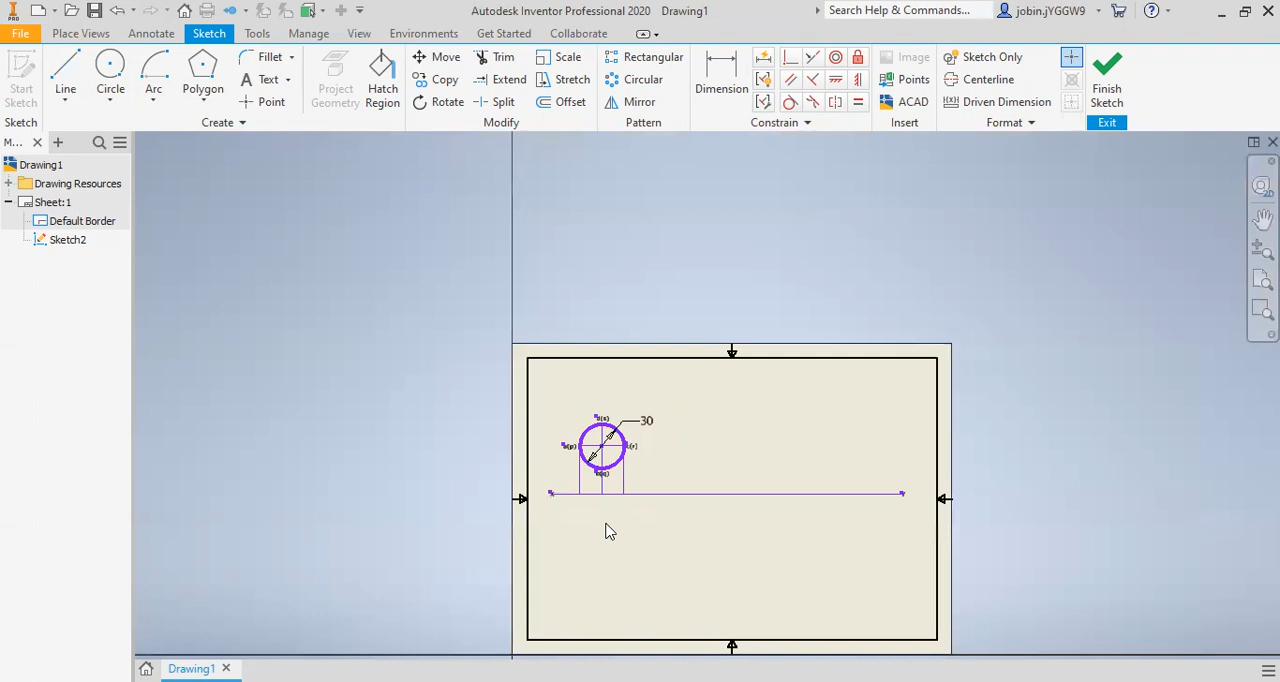 PRO
Autodesk Inventor Professional 2020 Drawing1
Search Help & Commands...
jobin.jYGGW9
File Place Views Annotate Sketch Tools Manage View Environments Get Started Collaborate
Start Sketch
Line
Circle
Arc
Polygon
Fillet
Text
Point
Project Geometry
Hatch Region
Move
Copy
Rotate
Trim
Extend
Split
Scale
Stretch
Offset
Rectangular
Circular
Mirror
Dimension
Image
Points
ACAD
Sketch Only
Centerline
Driven Dimension
Finish Sketch
Sketch Create Modify Pattern Constrain Insert Format Exit
M...
Drawing1
Drawing Resources
Sheet:1
Default Border
Sketch2
2D
30
Drawing1